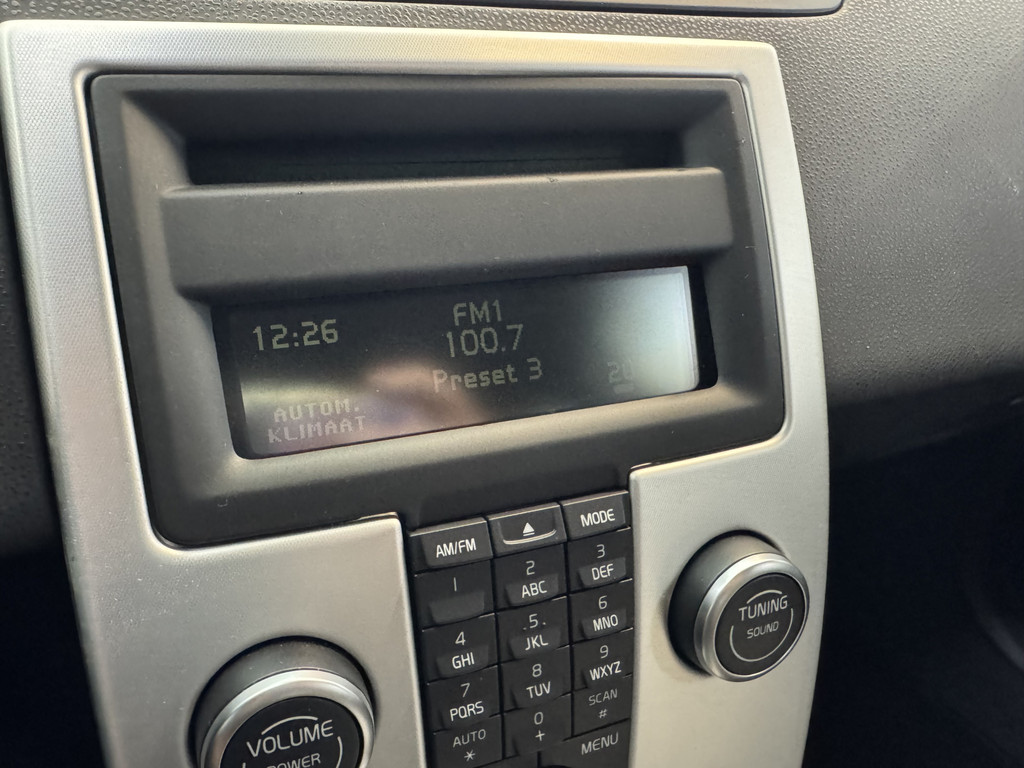 12:26
FM1
100.7
Preset 3
20
AUTOM.
KLIMAAT
AM/FM
MODE
1
2
ABC
3
DEF
4
GHI
5
JKL
6
MNO
7
PQRS
8
TUV
9
WXYZ
AUTO
*
0
+
SCAN
#
MENU
VOLUME
POWER
TUNING
SOUND